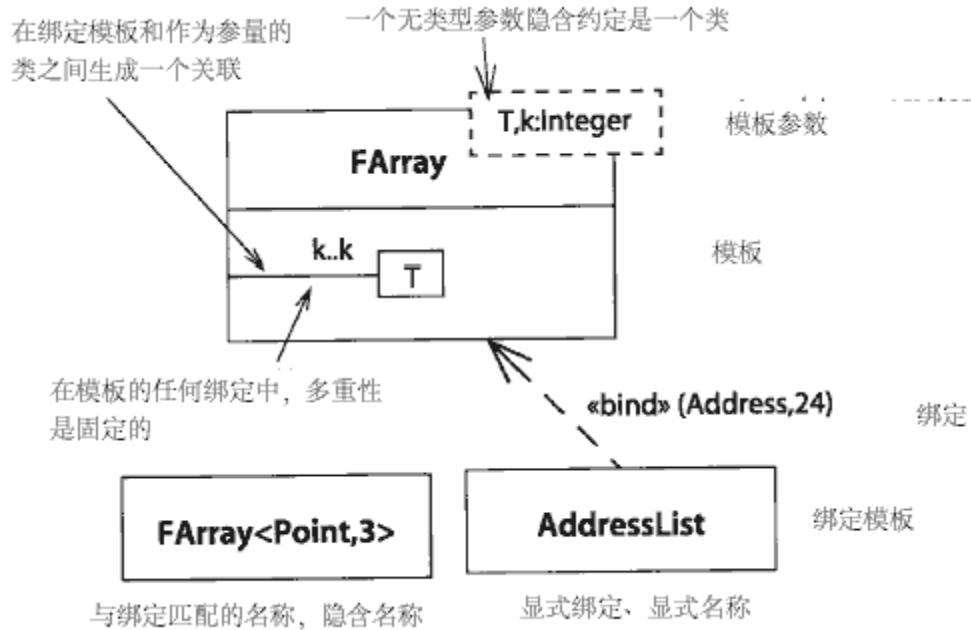 一个无类型参数隐含约定是一个类
在绑定模板和作为参量的
类之间生成一个关联
T,k:Integer
模板参数
FArray
k..k
模板
T
在模板的任何绑定中，多重性
是固定的
«bind» (Address,24)
绑定
FArray<Point,3>
AddressList
绑定模板
与绑定匹配的名称，隐含名称
显式绑定、显式名称